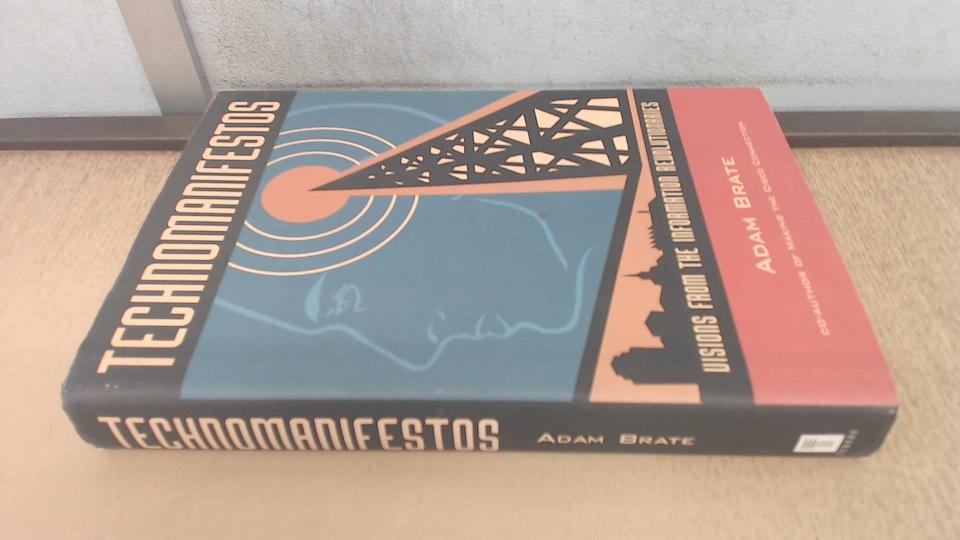 TECHNOMANIFESTOS
VISIONS FROM THE INFORMATION REVOLUTIONARIES
ADAM BRATE
CO-AUTHOR OF MAKING THE CISCO CONNECTION
TECHNOMANIFESTOS ADAM BRATE